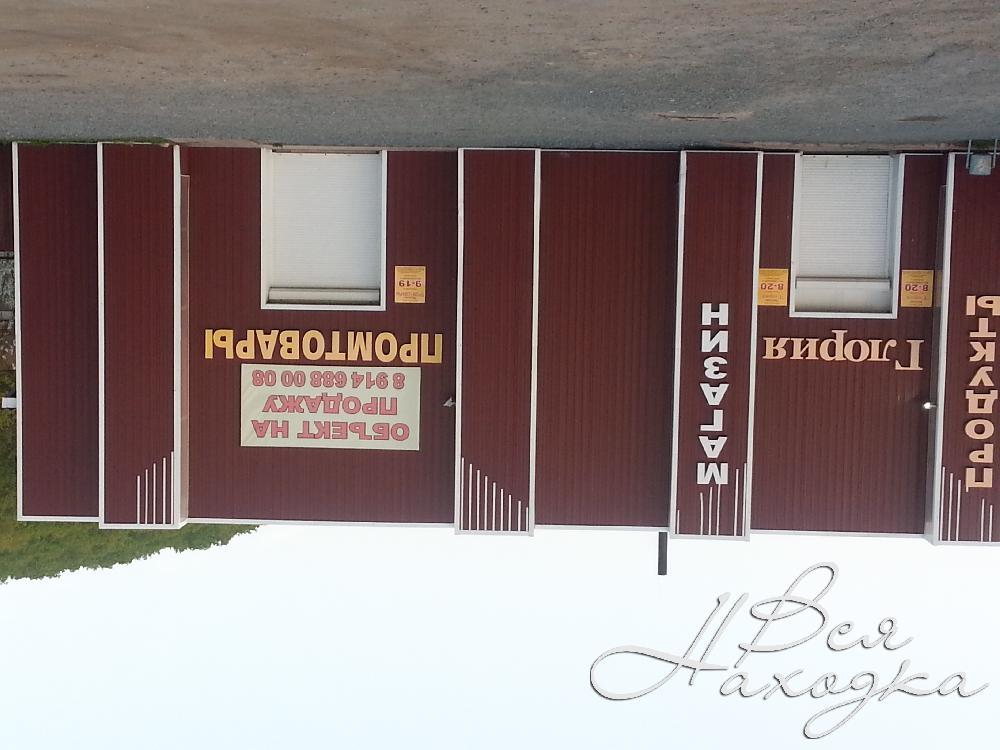 ОБЪЕКТ НА
ПРОДАЖУ
8 914 688 00 08
ПРОМТОВАРЫ
9-19
МАГАЗИН
Глория
8-20
8-20
ПРОДУКТЫ
Вся
Находка